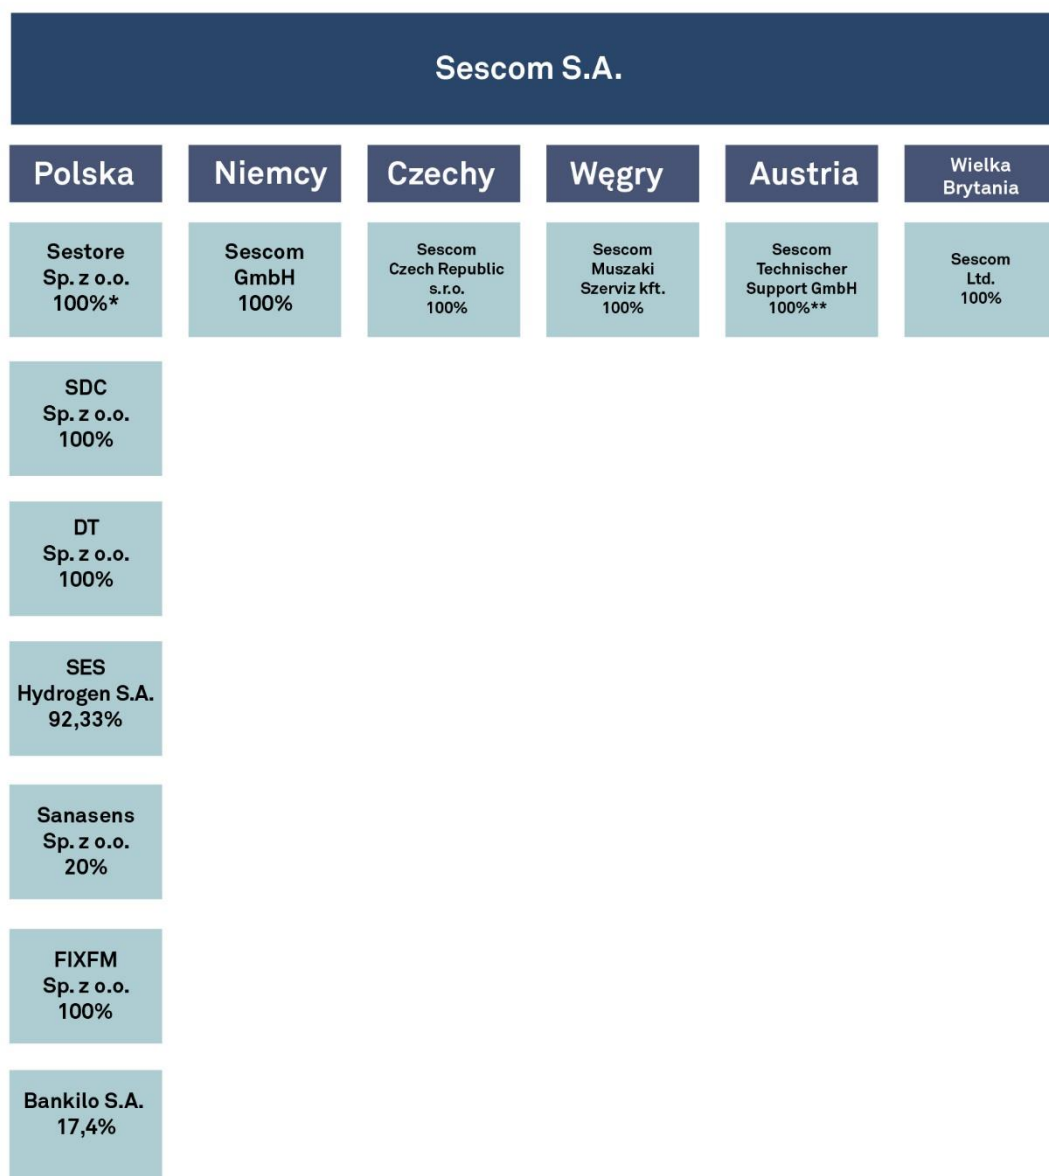 Sescom S.A.
Polska
Niemcy
Czechy
Węgry
Austria
Wielka
Brytania
Sestore
Sp. z o.o.
100%*
Sescom
GmbH
100%
Sescom
Czech Republic
s.r.o.
100%
Sescom
Muszaki
Szerviz kft.
100%
Sescom
Technischer
Support GmbH
100%**
Sescom
Ltd.
100%
SDC
Sp. z o.o.
100%
DT
Sp. z o.o.
100%
SES
Hydrogen S.A.
92,33%
Sanasens
Sp. z o.o.
20%
FIXFM
Sp. z o.o.
100%
Bankilo S.A.
17,4%